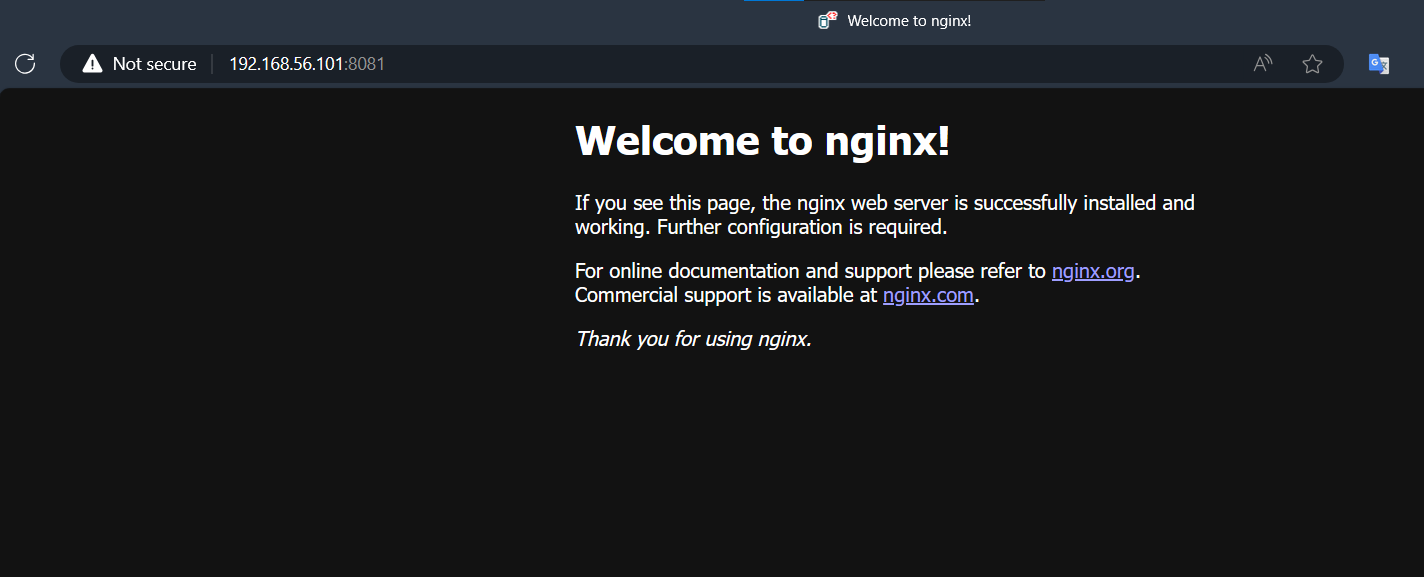 Welcome to nginx!
Not secure 192.168.56.101:8081
Welcome to nginx!
If you see this page, the nginx web server is successfully installed and
working. Further configuration is required.
For online documentation and support please refer to nginx.org.
Commercial support is available at nginx.com.
Thank you for using nginx.